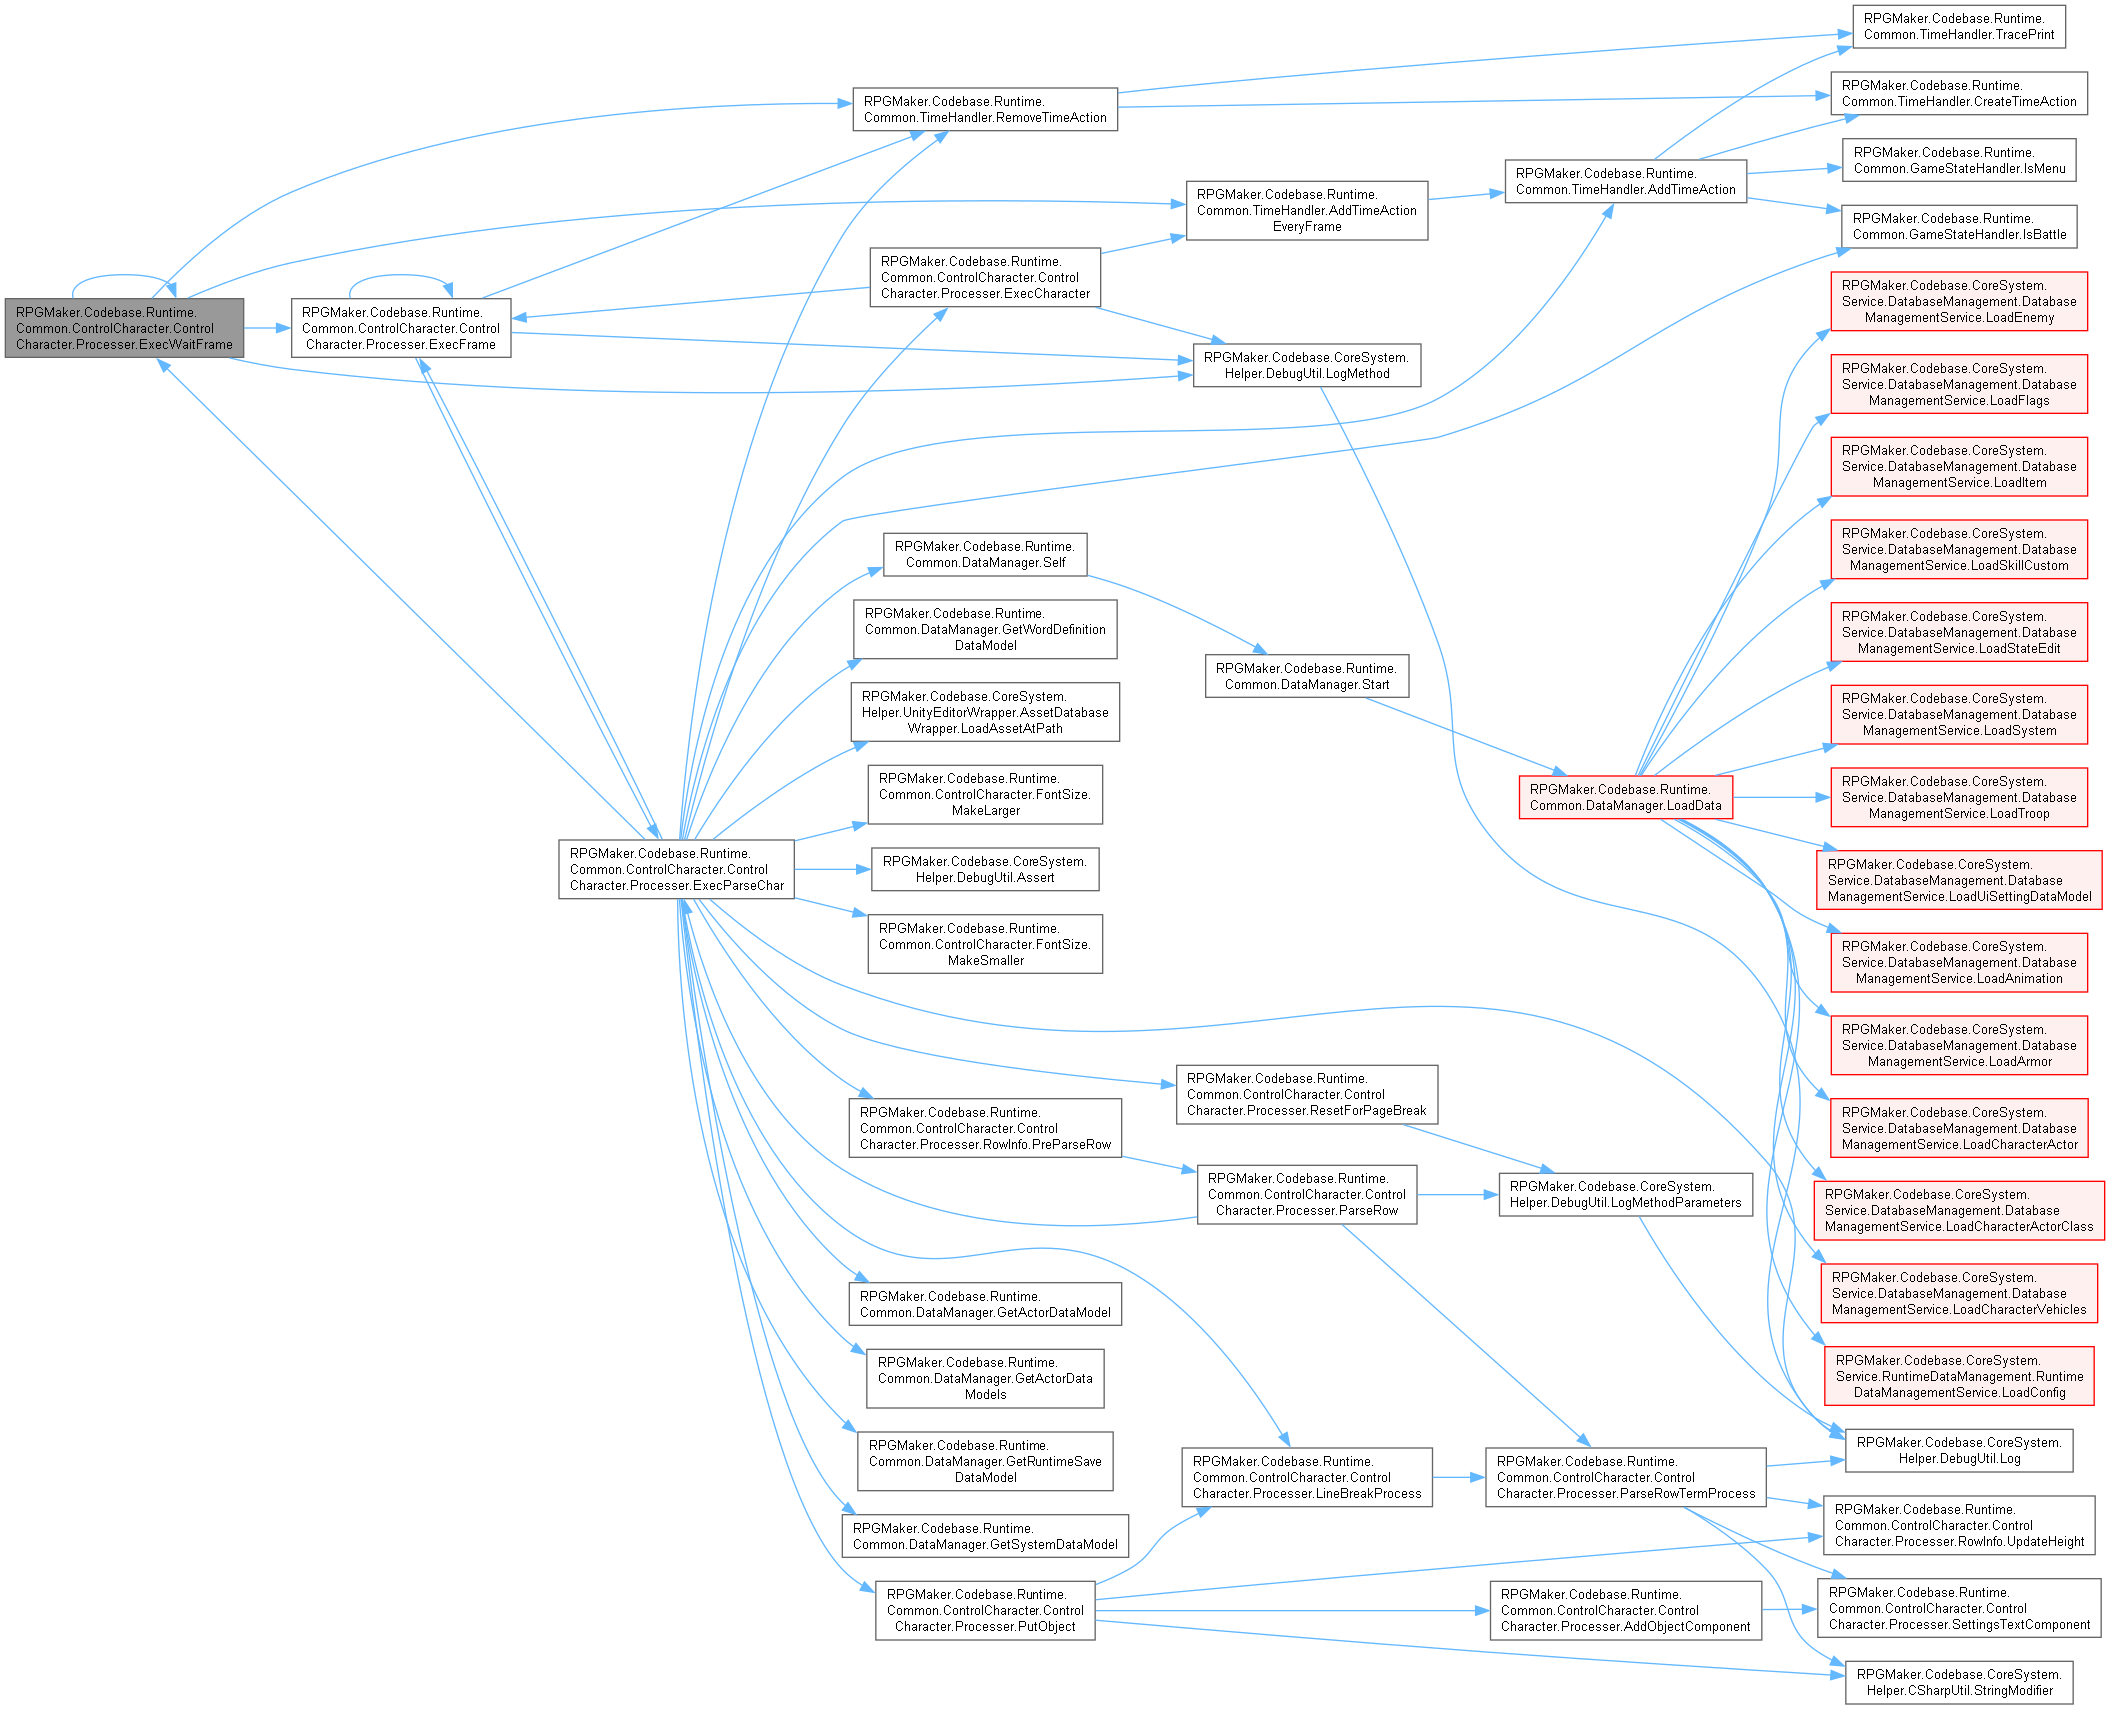 RPGMaker.Codebase.Runtime.
Common.ControlCharacter.Control
Character.Processer.ExecWaitFrame
RPGMaker.Codebase.Runtime.
Common.ControlCharacter.Control
Character.Processer.ExecFrame
RPGMaker.Codebase.Runtime.
Common.ControlCharacter.Control
Character.Processer.ExecParseChar
RPGMaker.Codebase.Runtime.
Common.TimeHandler.RemoveTimeAction
RPGMaker.Codebase.Runtime.
Common.ControlCharacter.Control
Character.Processer.ExecCharacter
RPGMaker.Codebase.Runtime.
Common.DataManager.Self
RPGMaker.Codebase.Runtime.
Common.DataManager.GetWordDefinition
DataModel
RPGMaker.Codebase.CoreSystem.
Helper.UnityEditorWrapper.AssetDatabase
Wrapper.LoadAssetAtPath
RPGMaker.Codebase.Runtime.
Common.ControlCharacter.FontSize.
MakeLarger
RPGMaker.Codebase.CoreSystem.
Helper.DebugUtil.Assert
RPGMaker.Codebase.Runtime.
Common.ControlCharacter.FontSize.
MakeSmaller
RPGMaker.Codebase.Runtime.
Common.ControlCharacter.Control
Character.Processer.RowInfo.PreParseRow
RPGMaker.Codebase.Runtime.
Common.DataManager.GetActorDataModel
RPGMaker.Codebase.Runtime.
Common.DataManager.GetActorData
Models
RPGMaker.Codebase.Runtime.
Common.DataManager.GetRuntimeSave
DataModel
RPGMaker.Codebase.Runtime.
Common.DataManager.GetSystemDataModel
RPGMaker.Codebase.Runtime.
Common.ControlCharacter.Control
Character.Processer.PutObject
RPGMaker.Codebase.Runtime.
Common.TimeHandler.AddTimeAction
EveryFrame
RPGMaker.Codebase.CoreSystem.
Helper.DebugUtil.LogMethod
RPGMaker.Codebase.Runtime.
Common.DataManager.Start
RPGMaker.Codebase.Runtime.
Common.ControlCharacter.Control
Character.Processer.ResetForPageBreak
RPGMaker.Codebase.Runtime.
Common.ControlCharacter.Control
Character.Processer.ParseRow
RPGMaker.Codebase.Runtime.
Common.ControlCharacter.Control
Character.Processer.LineBreakProcess
RPGMaker.Codebase.Runtime.
Common.TimeHandler.AddTimeAction
RPGMaker.Codebase.Runtime.
Common.DataManager.LoadData
RPGMaker.Codebase.CoreSystem.
Helper.DebugUtil.LogMethodParameters
RPGMaker.Codebase.Runtime.
Common.ControlCharacter.Control
Character.Processer.ParseRowTermProcess
RPGMaker.Codebase.Runtime.
Common.ControlCharacter.Control
Character.Processer.AddObjectComponent
RPGMaker.Codebase.Runtime.
Common.TimeHandler.TracePrint
RPGMaker.Codebase.Runtime.
Common.TimeHandler.CreateTimeAction
RPGMaker.Codebase.Runtime.
Common.GameStateHandler.IsMenu
RPGMaker.Codebase.Runtime.
Common.GameStateHandler.IsBattle
RPGMaker.Codebase.CoreSystem.
Service.DatabaseManagement.Database
ManagementService.LoadEnemy
RPGMaker.Codebase.CoreSystem.
Service.DatabaseManagement.Database
ManagementService.LoadFlags
RPGMaker.Codebase.CoreSystem.
Service.DatabaseManagement.Database
ManagementService.LoadItem
RPGMaker.Codebase.CoreSystem.
Service.DatabaseManagement.Database
ManagementService.LoadSkillCustom
RPGMaker.Codebase.CoreSystem.
Service.DatabaseManagement.Database
ManagementService.LoadStateEdit
RPGMaker.Codebase.CoreSystem.
Service.DatabaseManagement.Database
ManagementService.LoadSystem
RPGMaker.Codebase.CoreSystem.
Service.DatabaseManagement.Database
ManagementService.LoadTroop
RPGMaker.Codebase.CoreSystem.
Service.DatabaseManagement.Database
ManagementService.LoadUiSettingDataModel
RPGMaker.Codebase.CoreSystem.
Service.DatabaseManagement.Database
ManagementService.LoadAnimation
RPGMaker.Codebase.CoreSystem.
Service.DatabaseManagement.Database
ManagementService.LoadArmor
RPGMaker.Codebase.CoreSystem.
Service.DatabaseManagement.Database
ManagementService.LoadCharacterActor
RPGMaker.Codebase.CoreSystem.
Service.DatabaseManagement.Database
ManagementService.LoadCharacterActorClass
RPGMaker.Codebase.CoreSystem.
Service.DatabaseManagement.Database
ManagementService.LoadCharacterVehicles
RPGMaker.Codebase.CoreSystem.
Service.RuntimeDataManagement.Runtime
DataManagementService.LoadConfig
RPGMaker.Codebase.CoreSystem.
Helper.DebugUtil.Log
RPGMaker.Codebase.Runtime.
Common.ControlCharacter.Control
Character.Processer.RowInfo.UpdateHeight
RPGMaker.Codebase.Runtime.
Common.ControlCharacter.Control
Character.Processer.SettingsTextComponent
RPGMaker.Codebase.CoreSystem.
Helper.CSharpUtil.StringModifier